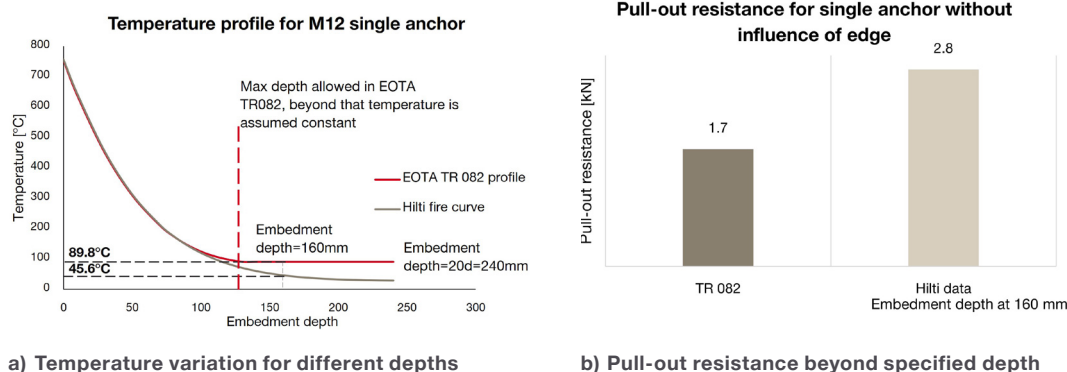 Temperature profile for M12 single anchor
800
700
600
500
400
300
200
100
0
Temperature [°C]
Max depth allowed in EOTA
TR082, beyond that temperature is
assumed constant
EOTA TR 082 profile
Hilti fire curve
Embedment
depth=160mm
Embedment
depth=20d=240mm
89.8°C
45.6°C
0 50 100 150 200 250 300
Embedment depth
a) Temperature variation for different depths
Pull-out resistance for single anchor without
influence of edge
Pull-out resistance [kN]
1.7
2.8
TR 082
Hilti data
Embedment depth at 160 mm
b) Pull-out resistance beyond specified depth